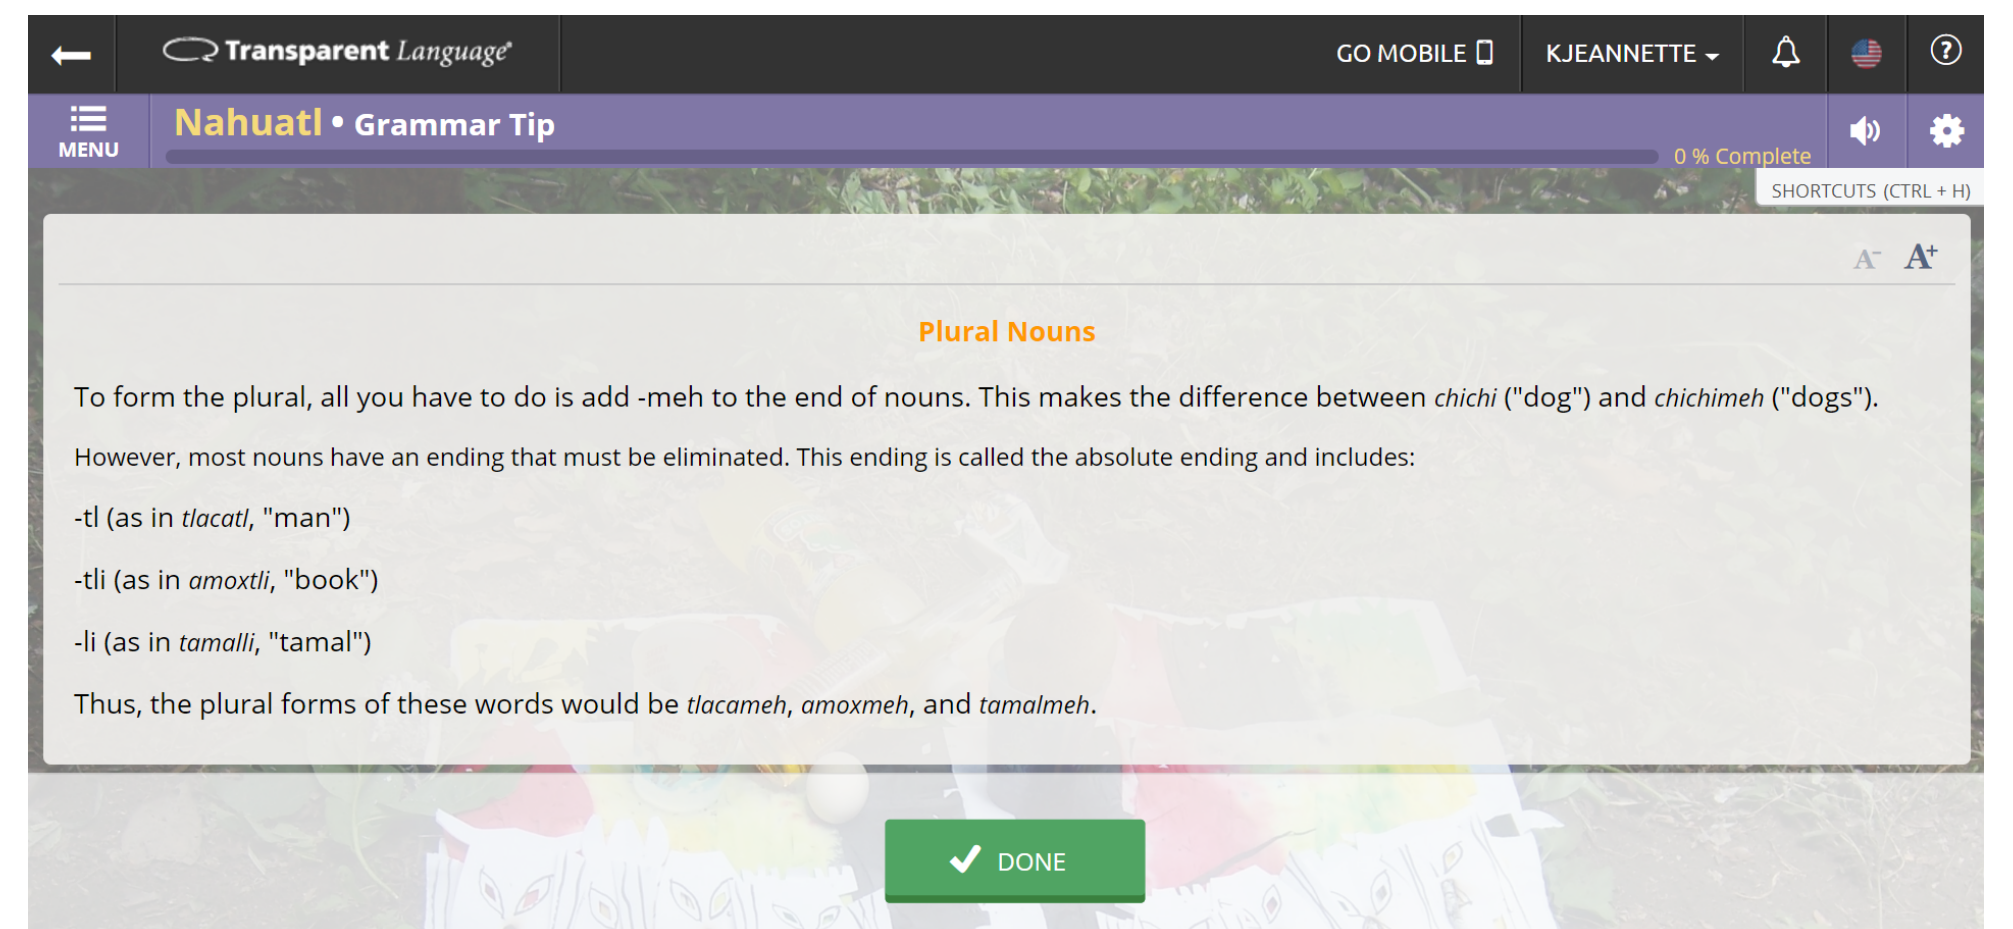 Transparent Language
GO MOBILE
KJEANNETTE
?
MENU
Nahuatl • Grammar Tip
0 % Complete
SHORTCUTS (CTRL + H)
A- A+
Plural Nouns
To form the plural, all you have to do is add -meh to the end of nouns. This makes the difference between chichi ("dog") and chichimeh ("dogs").
However, most nouns have an ending that must be eliminated. This ending is called the absolute ending and includes:
-tl (as in tlacatl, "man")
-tli (as in amoxtli, "book")
-li (as in tamalli, "tamal")
Thus, the plural forms of these words would be tlacameh, amoxmeh, and tamalmeh.
DONE